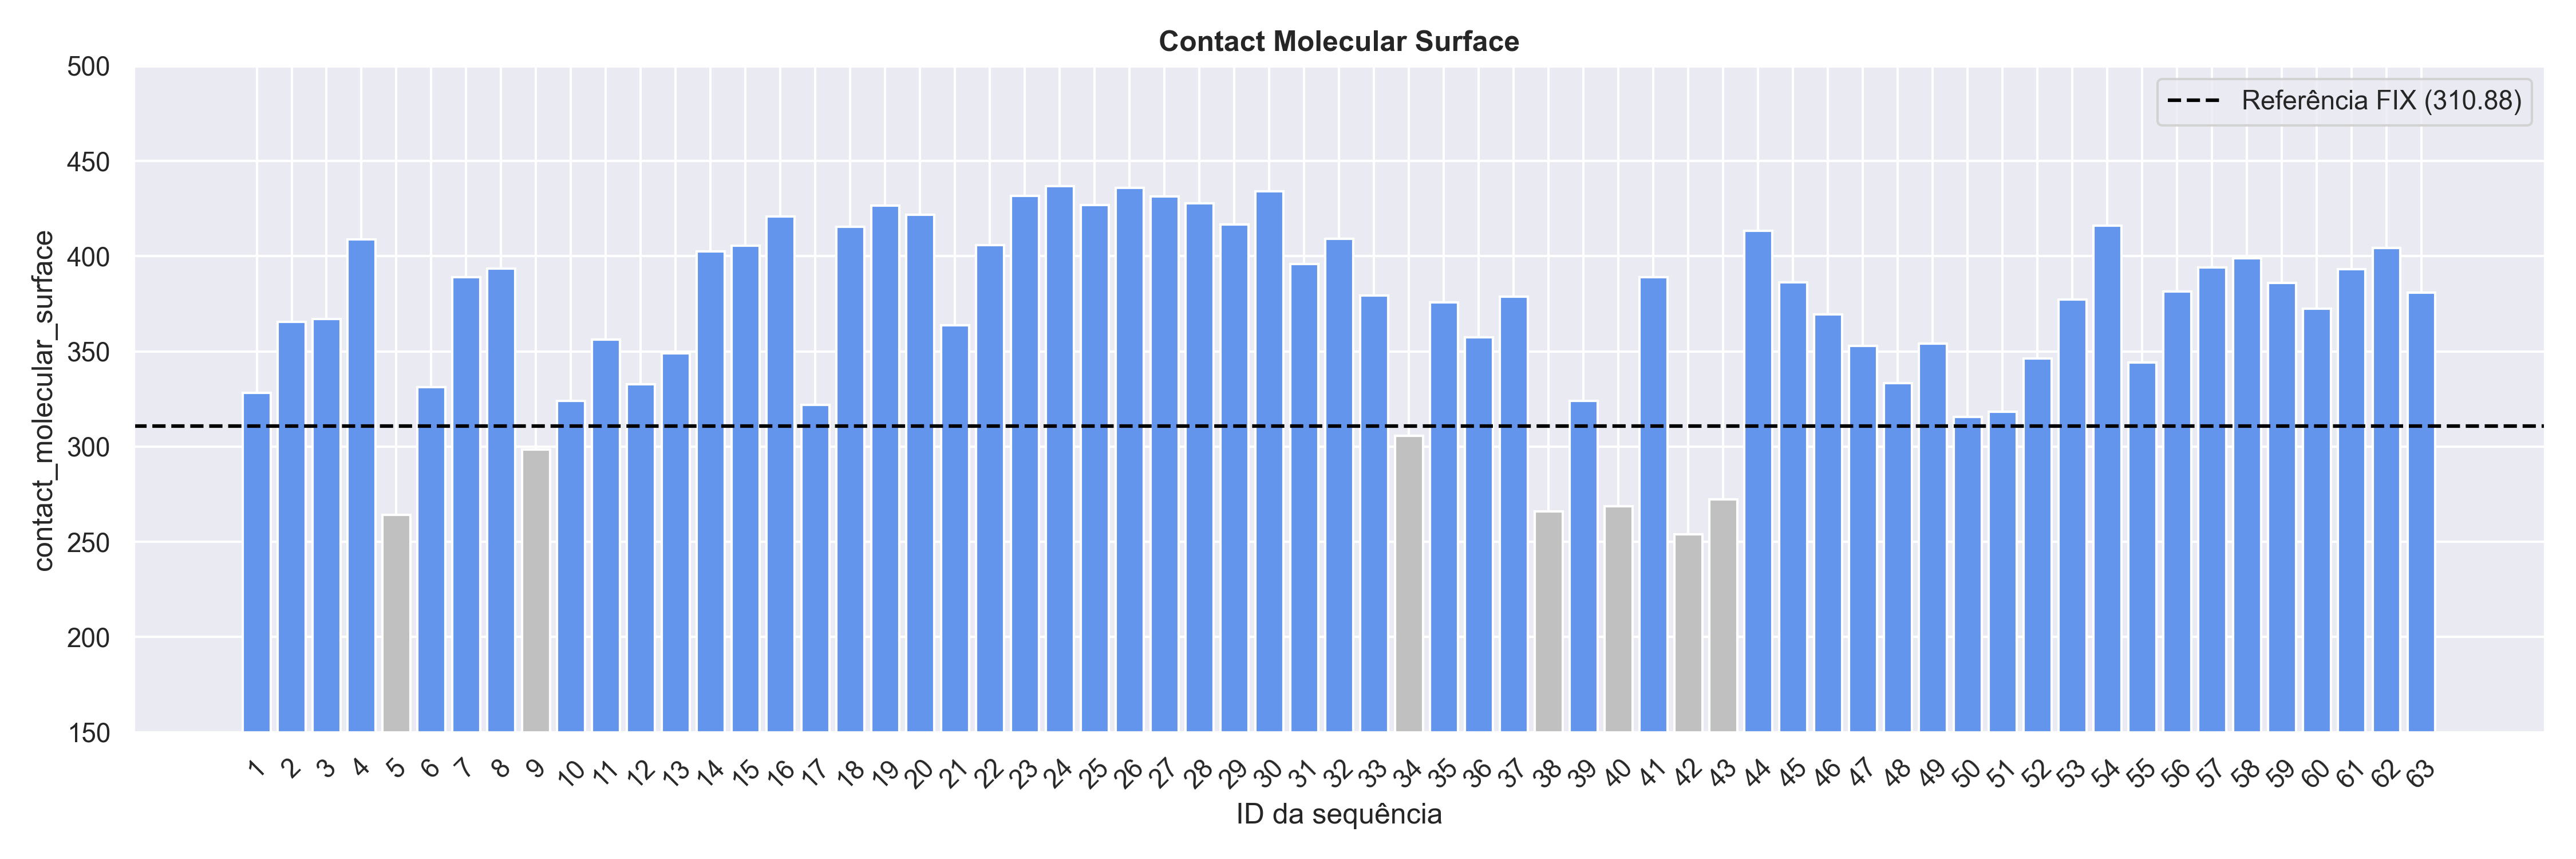 Contact Molecular Surface
500
450
400
350
300
250
200
150
contact_molecular_surface
Referência FIX (310.88)
1 2 3 4 5 6 7 8 9 10 11 12 13 14 15 16 17 18 19 20 21 22 23 24 25 26 27 28 29 30 31 32 33 34 35 36 37 38 39 40 41 42 43 44 45 46 47 48 49 50 51 52 53 54 55 56 57 58 59 60 61 62 63
ID da sequência